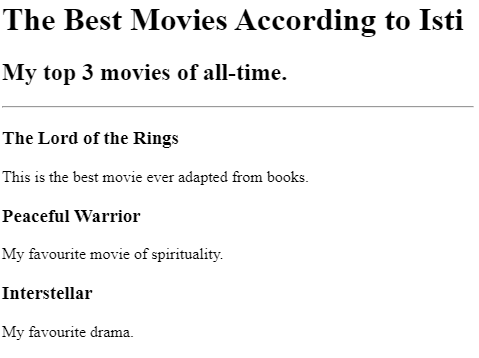 The Best Movies According to Isti
My top 3 movies of all-time.
The Lord of the Rings
This is the best movie ever adapted from books.
Peaceful Warrior
My favourite movie of spirituality.
Interstellar
My favourite drama.